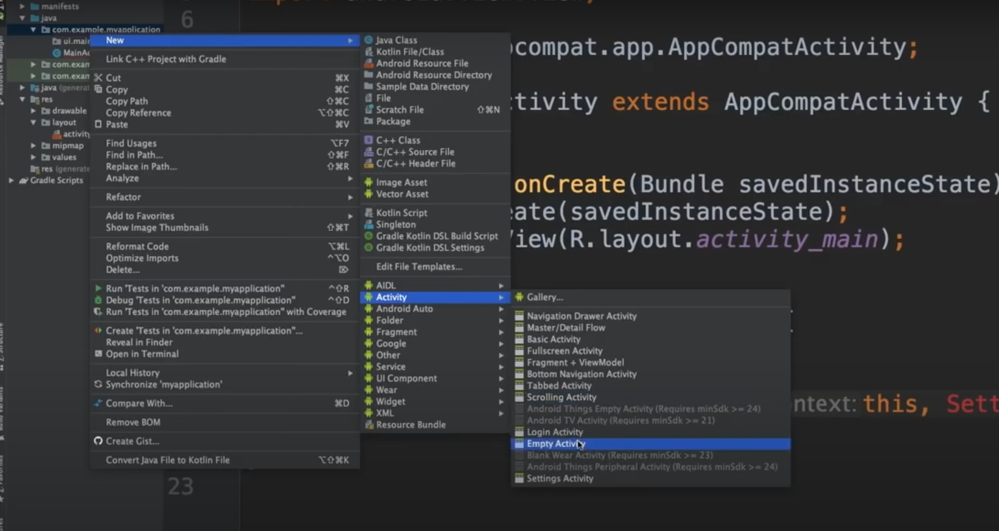 manifests
java
com.example.myapplication
ui.mai
MainAc
com.exam
com.exam
java (genera
res
drawable
layout
activity
mipmap
values
res (generate
Gradle Scripts
New
Link C++ Project with Gradle
Cut ⌘X
Copy ⌘C
Copy Path ⇧⌘C
Copy Reference ⌥⇧⌘C
Paste ⌘V
Find Usages ⌥F7
Find in Path... ⇧⌘F
Replace in Path... ⇧⌘R
Analyze
Refactor
Add to Favorites
Show Image Thumbnails ⇧⌘T
Reformat Code ⌥⌘L
Optimize Imports ^⌥O
Delete... ⌦
Run 'Tests in 'com.example.myapplication'' ^⇧R
Debug 'Tests in 'com.example.myapplication'' ^⇧D
Run 'Tests in 'com.example.myapplication'' with Coverage
Create 'Tests in 'com.example.myapplication''...
Reveal in Finder
Open in Terminal
Local History
Synchronize 'myapplication'
Compare With... ⌘D
Remove BOM
Create Gist...
Convert Java File to Kotlin File ⌥⇧⌘K
Java Class
Kotlin File/Class
Android Resource File
Android Resource Directory
Sample Data Directory
File
Scratch File ⇧⌘N
Package
C++ Class
C/C++ Source File
C/C++ Header File
Image Asset
Vector Asset
Kotlin Script
Singleton
Gradle Kotlin DSL Build Script
Gradle Kotlin DSL Settings
Edit File Templates...
AIDL
Activity
Android Auto
Folder
Fragment
Google
Other
Service
UI Component
Wear
Widget
XML
Resource Bundle
Gallery...
Navigation Drawer Activity
Master/Detail Flow
Basic Activity
Fullscreen Activity
Fragment + ViewModel
Bottom Navigation Activity
Tabbed Activity
Scrolling Activity
Android Things Empty Activity (Requires minSdk >= 24)
Android TV Activity (Requires minSdk >= 21)
Login Activity
Empty Activity
Blank Wear Activity (Requires minSdk >= 23)
Android Things Peripheral Activity (Requires minSdk >= 24)
Settings Activity
6
compat.app.AppCompatActivity;
tivity extends AppCompatActivity {
onCreate(Bundle savedInstanceState)
ate(savedInstanceState);
View(R.layout.activity_main);
ntext: this, Sett
23